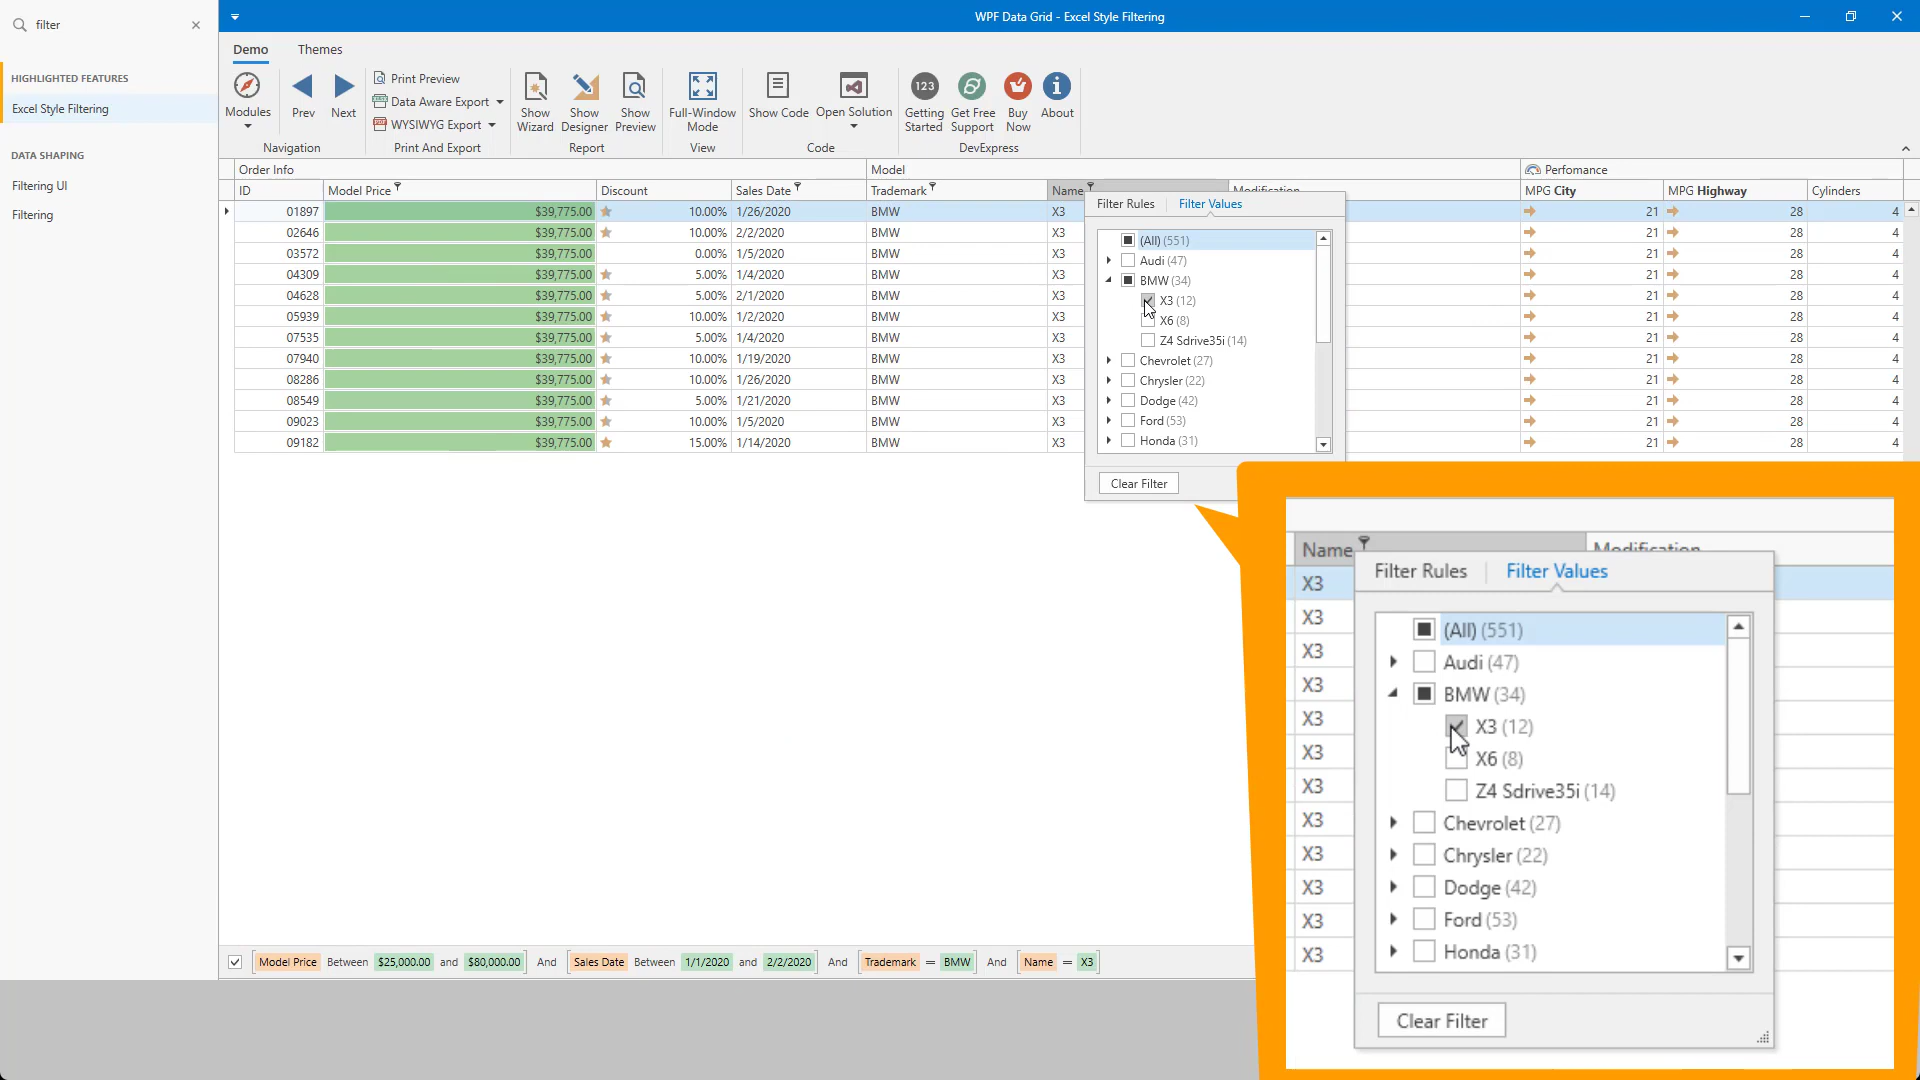 filter
WPF Data Grid - Excel Style Filtering
HIGHLIGHTED FEATURES
Excel Style Filtering
DATA SHAPING
Filtering UI
Filtering
Demo Themes
Modules
Prev
Next
Navigation
Print Preview
Data Aware Export
WYSIWYG Export
Print And Export
Show Wizard
Show Designer
Show Preview
Report
Full-Window Mode
View
Show Code
Open Solution
Code
123
Getting Started
Get Free Support
Buy Now
About
DevExpress
Order Info Model Perfomance
ID Model Price Discount Sales Date Trademark Name Modification MPG City MPG Highway Cylinders
01897 $39,775.00 10.00% 1/26/2020 BMW X3 21 28 4
02646 $39,775.00 10.00% 2/2/2020 BMW X3 21 28 4
03572 $39,775.00 0.00% 1/5/2020 BMW X3 21 28 4
04309 $39,775.00 5.00% 1/4/2020 BMW X3 21 28 4
04628 $39,775.00 5.00% 2/1/2020 BMW X3 21 28 4
05939 $39,775.00 10.00% 1/2/2020 BMW X3 21 28 4
07535 $39,775.00 5.00% 1/4/2020 BMW X3 21 28 4
07940 $39,775.00 10.00% 1/19/2020 BMW X3 21 28 4
08286 $39,775.00 10.00% 1/26/2020 BMW X3 21 28 4
08549 $39,775.00 5.00% 1/21/2020 BMW X3 21 28 4
09023 $39,775.00 10.00% 1/5/2020 BMW X3 21 28 4
09182 $39,775.00 15.00% 1/14/2020 BMW X3 21 28 4
Filter Rules Filter Values
(All) (551)
Audi (47)
BMW (34)
X3 (12)
X6 (8)
Z4 Sdrive35i (14)
Chevrolet (27)
Chrysler (22)
Dodge (42)
Ford (53)
Honda (31)
Clear Filter
Name Modification
Filter Rules Filter Values
X3
X3
X3
X3
X3
X3
X3
X3
X3
X3
X3
X3
(All) (551)
Audi (47)
BMW (34)
X3 (12)
X6 (8)
Z4 Sdrive35i (14)
Chevrolet (27)
Chrysler (22)
Dodge (42)
Ford (53)
Honda (31)
Clear Filter
Model Price Between $25,000.00 and $80,000.00 And Sales Date Between 1/1/2020 and 2/2/2020 And Trademark = BMW And Name = X3